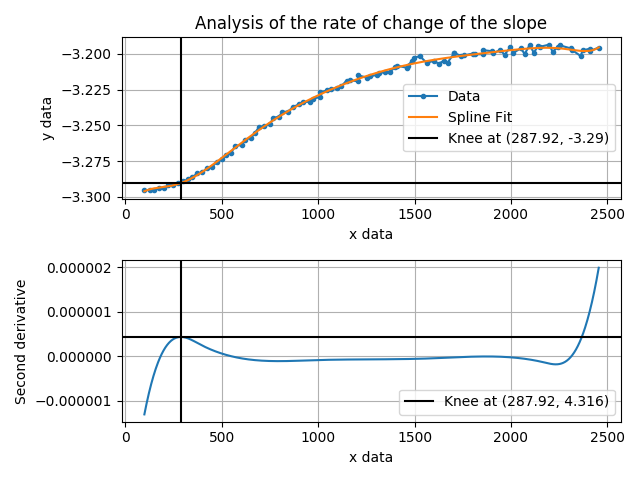 Analysis of the rate of change of the slope
y data
−3.200
−3.225
−3.250
−3.275
−3.300
Data
Spline Fit
Knee at (287.92, -3.29)
0
500
1000
1500
2000
2500
x data
Second derivative
0.000002
0.000001
0.000000
−0.000001
Knee at (287.92, 4.316)
0
500
1000
1500
2000
2500
x data